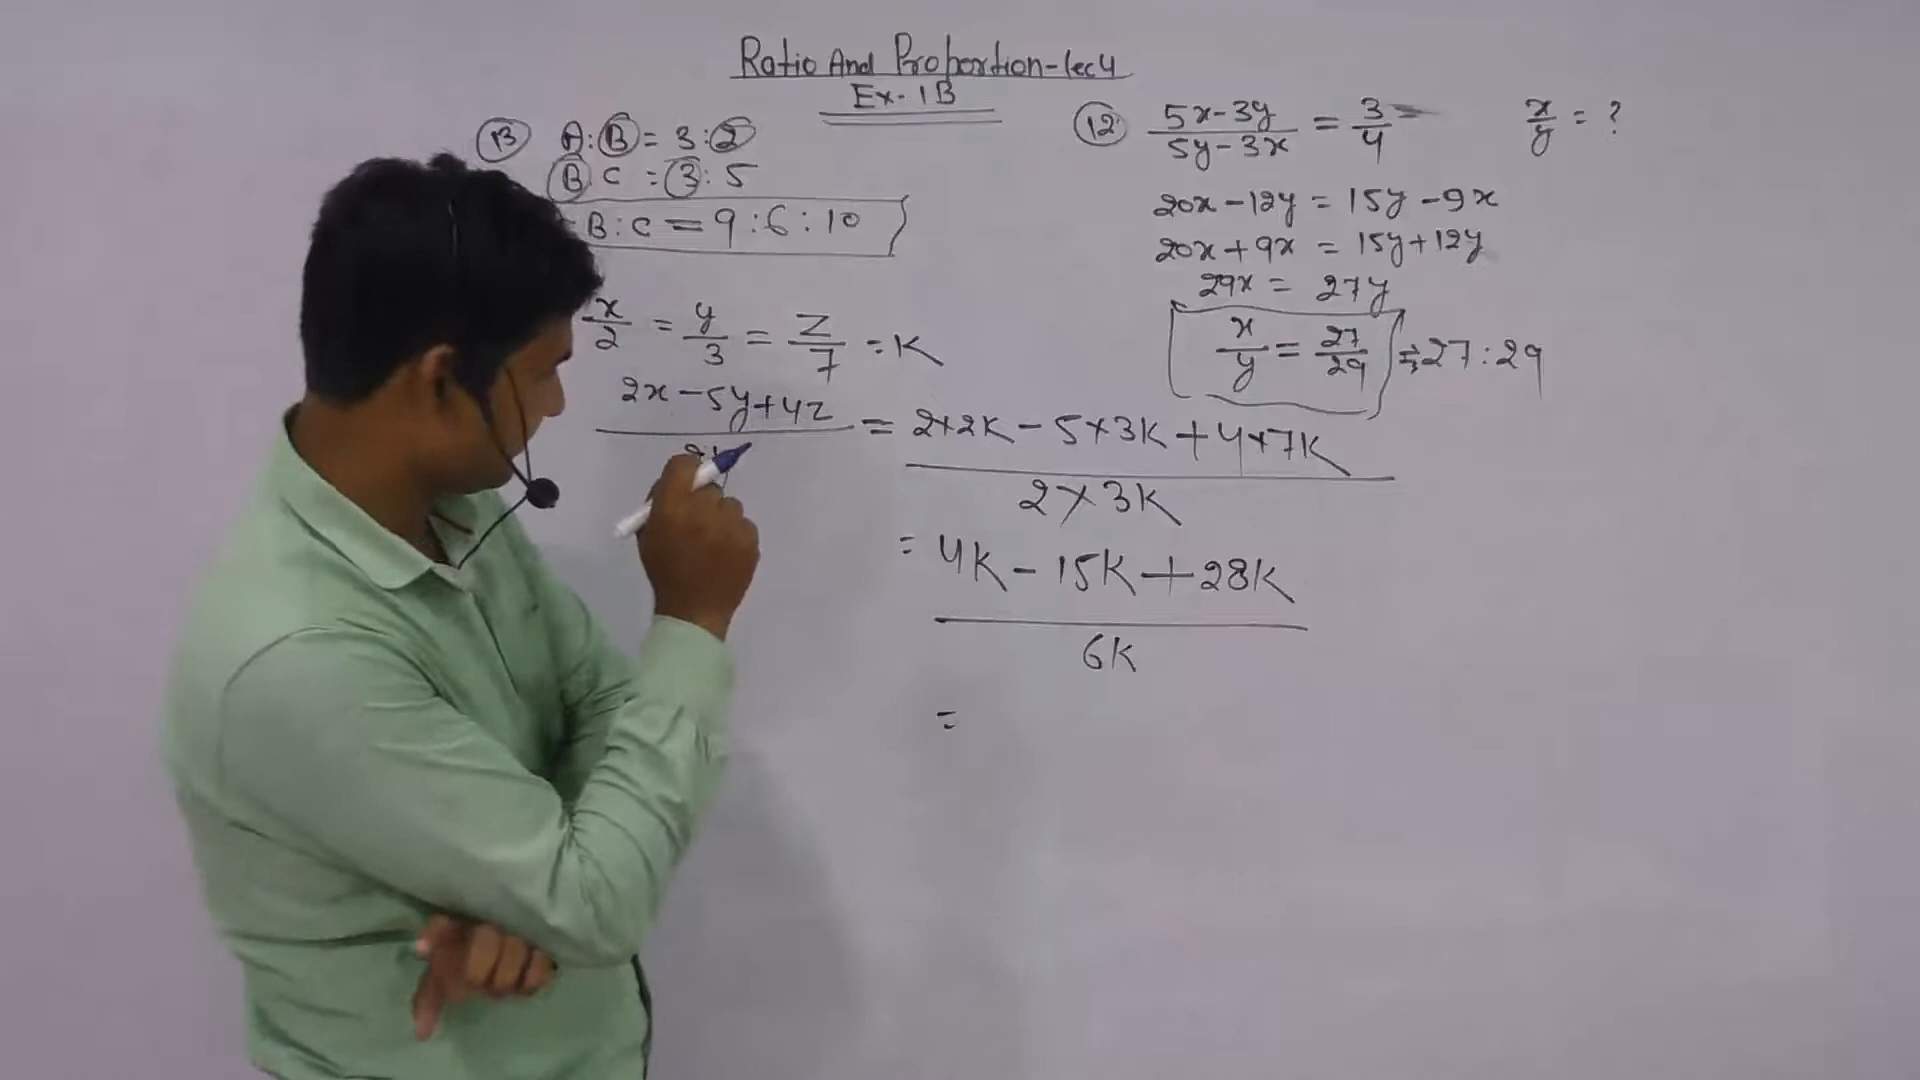 Ratio And Proportion-lec4
Ex-1B
13 A:B = 3:2
B:C = 3:5
B:C = 9:6:10
x/2 = y/3 = z/7 = K
2x-5y+4z / 2y = 2×2K - 5×3K + 4×7K / 2×3K
= 4K - 15K + 28K / 6K
=
12 5x-3y / 5y-3x = 3/4 x/y = ?
20x-12y = 15y-9x
20x+9x = 15y+12y
29x = 27y
x/y = 27/29 = 27:29